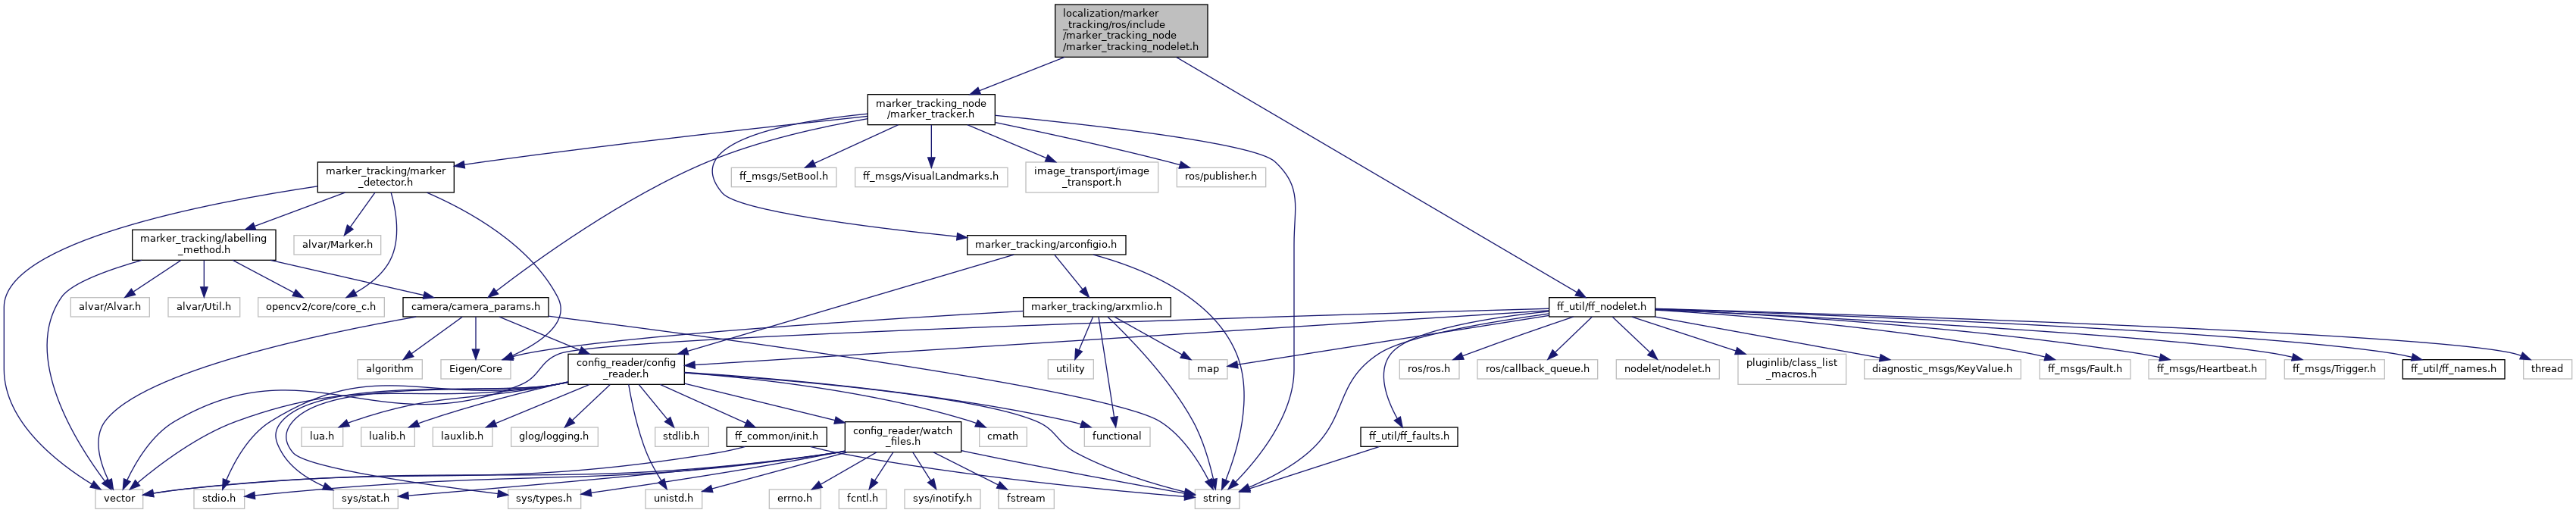 localization/marker
_tracking/ros/include
/marker_tracking_node
/marker_tracking_nodelet.h
marker_tracking_node
/marker_tracker.h
marker_tracking/marker
_detector.h
ff_msgs/SetBool.h
ff_msgs/VisualLandmarks.h
image_transport/image
_transport.h
ros/publisher.h
marker_tracking/labelling
_method.h
alvar/Marker.h
marker_tracking/arconfigio.h
alvar/Alvar.h
alvar/Util.h
opencv2/core/core_c.h
camera/camera_params.h
marker_tracking/arxmlio.h
ff_util/ff_nodelet.h
algorithm
Eigen/Core
config_reader/config
_reader.h
utility
map
ros/ros.h
ros/callback_queue.h
nodelet/nodelet.h
pluginlib/class_list
_macros.h
diagnostic_msgs/KeyValue.h
ff_msgs/Fault.h
ff_msgs/Heartbeat.h
ff_msgs/Trigger.h
ff_util/ff_names.h
thread
lua.h
lualib.h
lauxlib.h
glog/logging.h
stdlib.h
ff_common/init.h
config_reader/watch
_files.h
cmath
functional
ff_util/ff_faults.h
vector
stdio.h
sys/stat.h
sys/types.h
unistd.h
errno.h
fcntl.h
sys/inotify.h
fstream
string